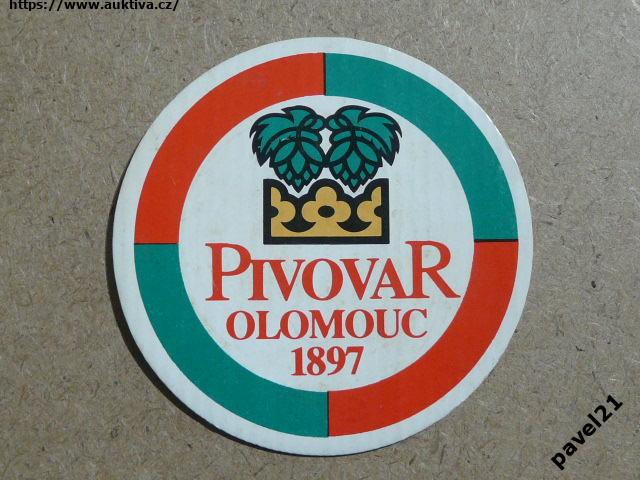 https://www.auktiva.cz/
PIVOVAR
OLOMOUC
1897
pavel21